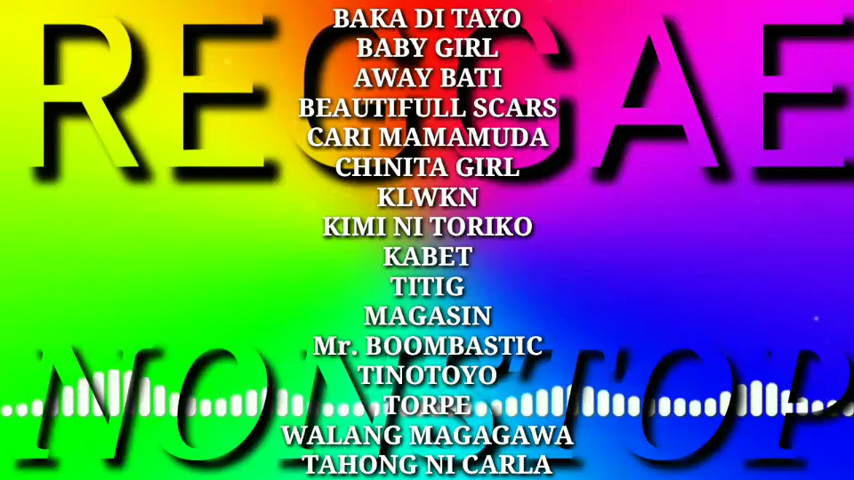 REGGAE
BAKA DI TAYO
BABY GIRL
AWAY BATI
BEAUTIFULL SCARS
CARI MAMAMUDA
CHINITA GIRL
KLWKN
KIMI NI TORIKO
KABET
TITIG
MAGASIN
Mr. BOOMBASTIC
TINOTOYO
TORPE
WALANG MAGAGAWA
TAHONG NI CARLA
NONSTOP